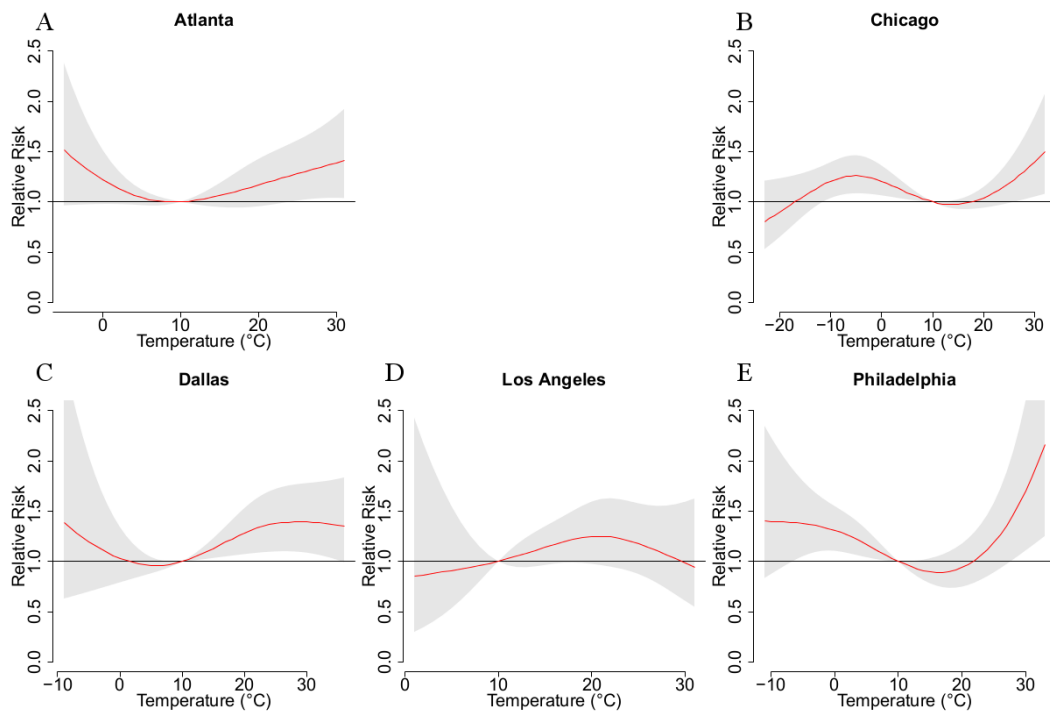 A
Atlanta
Relative Risk
0.0 0.5 1.0 1.5 2.0 2.5
0 10 20 30
Temperature (°C)
B
Chicago
Relative Risk
0.0 0.5 1.0 1.5 2.0 2.5
−20 −10 0 10 20 30
Temperature (°C)
C
Dallas
Relative Risk
0.0 0.5 1.0 1.5 2.0 2.5
−10 0 10 20 30
Temperature (°C)
D
Los Angeles
Relative Risk
0.0 0.5 1.0 1.5 2.0 2.5
0 10 20 30
Temperature (°C)
E
Philadelphia
Relative Risk
0.0 0.5 1.0 1.5 2.0 2.5
−10 0 10 20 30
Temperature (°C)